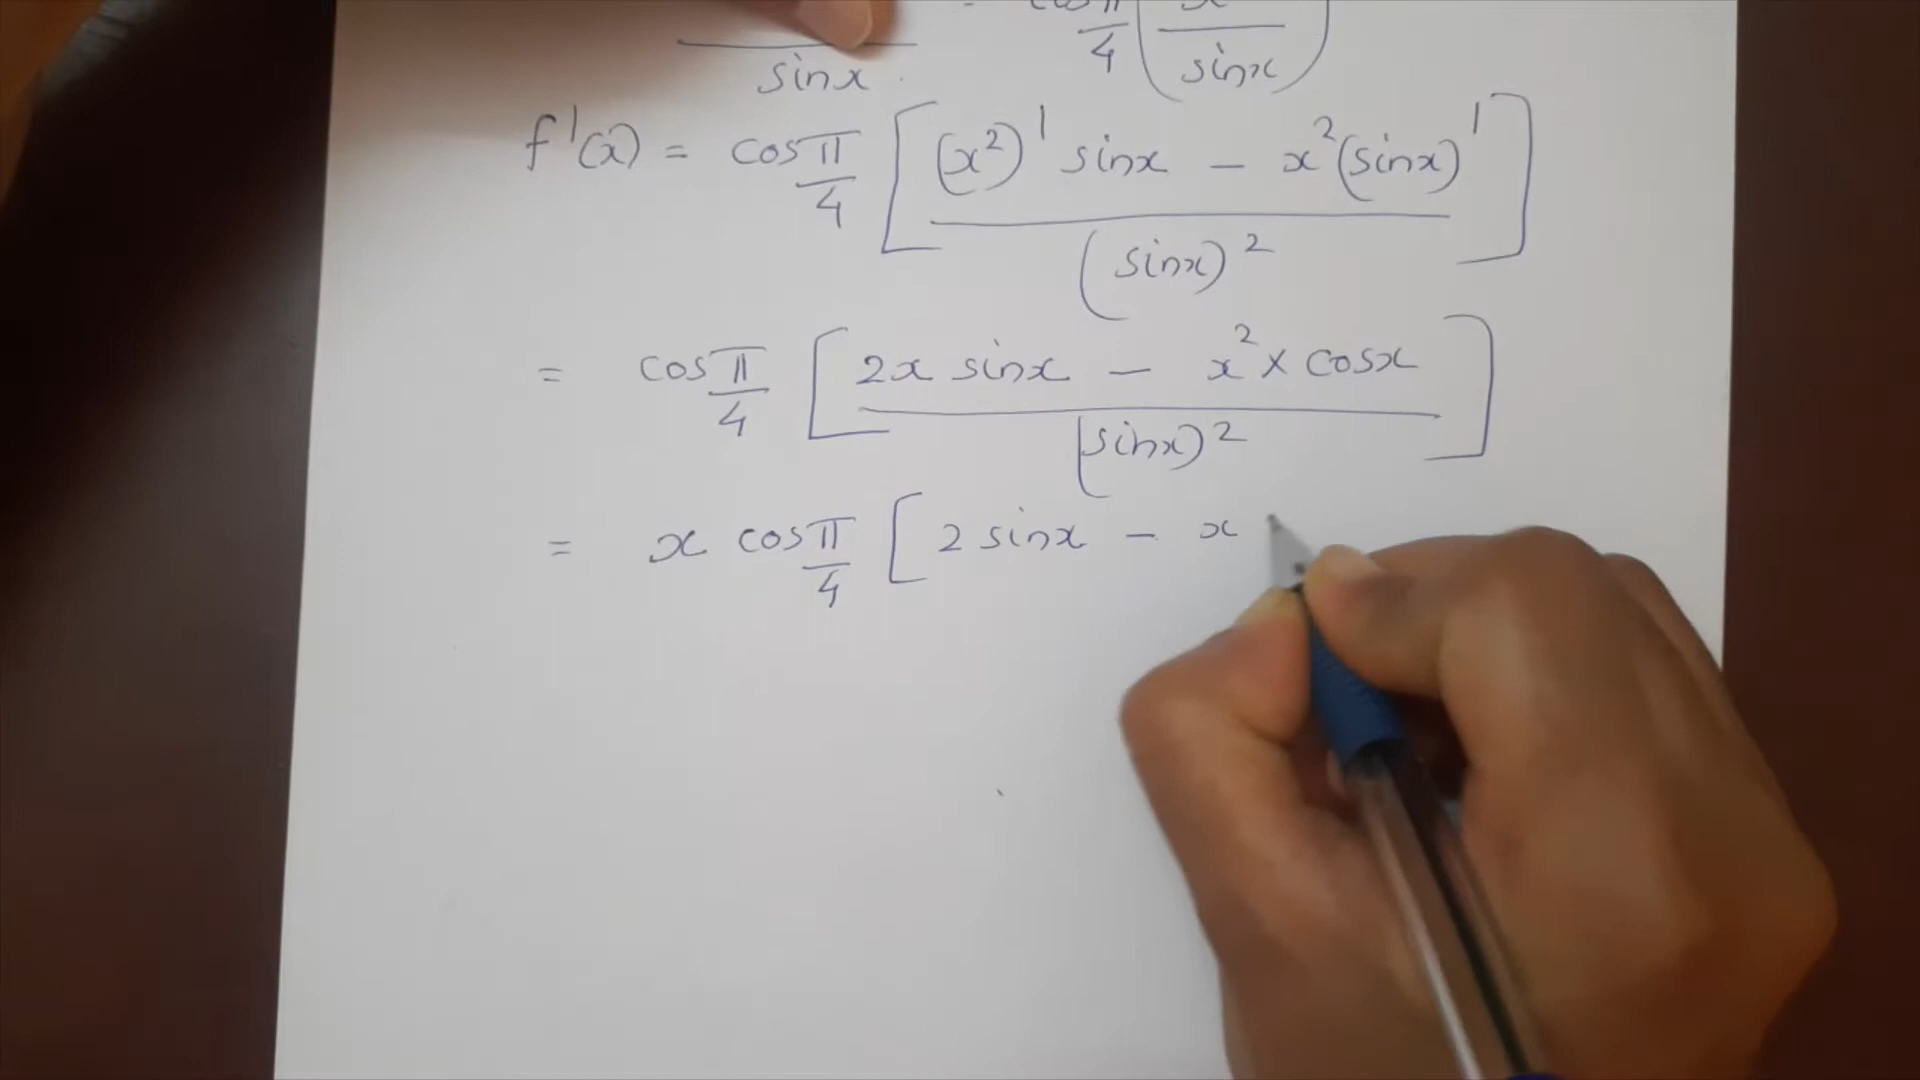 sinx = cos π/4 ( / sinx )
f'(x) = cos π/4 [ (x²)' sinx - x²(sinx)' / (sinx)² ]
= cos π/4 [ 2x sinx - x² × cosx / (sinx)² ]
= x cos π/4 [ 2 sinx - x